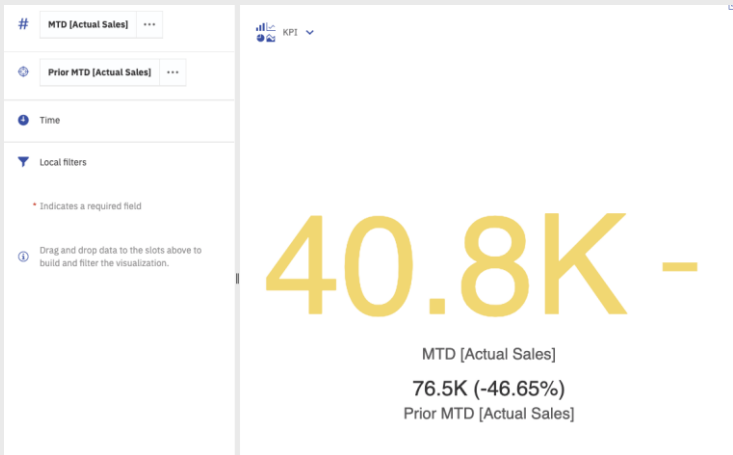 MTD [Actual Sales]
Prior MTD [Actual Sales]
Time
Local filters
* Indicates a required field
Drag and drop data to the slots above to
build and filter the visualization.
KPI
40.8K -
MTD [Actual Sales]
76.5K (-46.65%)
Prior MTD [Actual Sales]